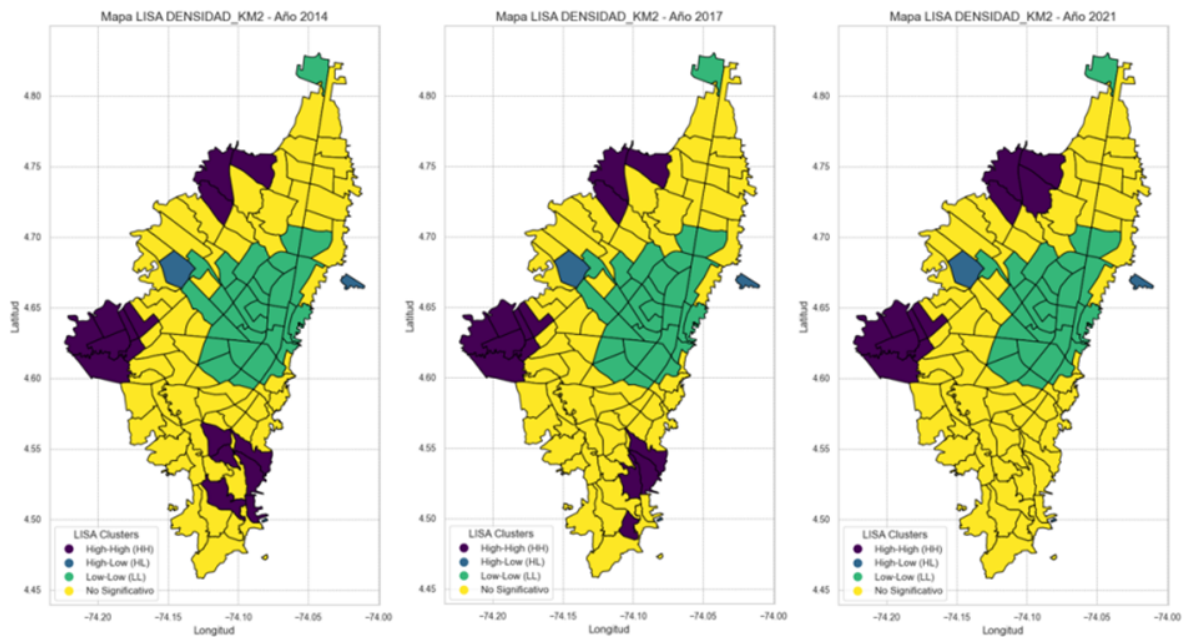 Mapa LISA DENSIDAD_KM2 - Año 2014
4.80
4.75
4.70
4.65
4.60
4.55
4.50
4.45
Latitud
LISA Clusters
High-High (HH)
High-Low (HL)
Low-Low (LL)
No Significativo
−74.20
−74.15
−74.10
−74.05
−74.00
Longitud
Mapa LISA DENSIDAD_KM2 - Año 2017
4.80
4.75
4.70
4.65
4.60
4.55
4.50
4.45
Latitud
LISA Clusters
High-High (HH)
High-Low (HL)
Low-Low (LL)
No Significativo
−74.20
−74.15
−74.10
−74.05
−74.00
Longitud
Mapa LISA DENSIDAD_KM2 - Año 2021
4.80
4.75
4.70
4.65
4.60
4.55
4.50
4.45
Latitud
LISA Clusters
High-High (HH)
High-Low (HL)
Low-Low (LL)
No Significativo
−74.20
−74.15
−74.10
−74.05
−74.00
Longitud